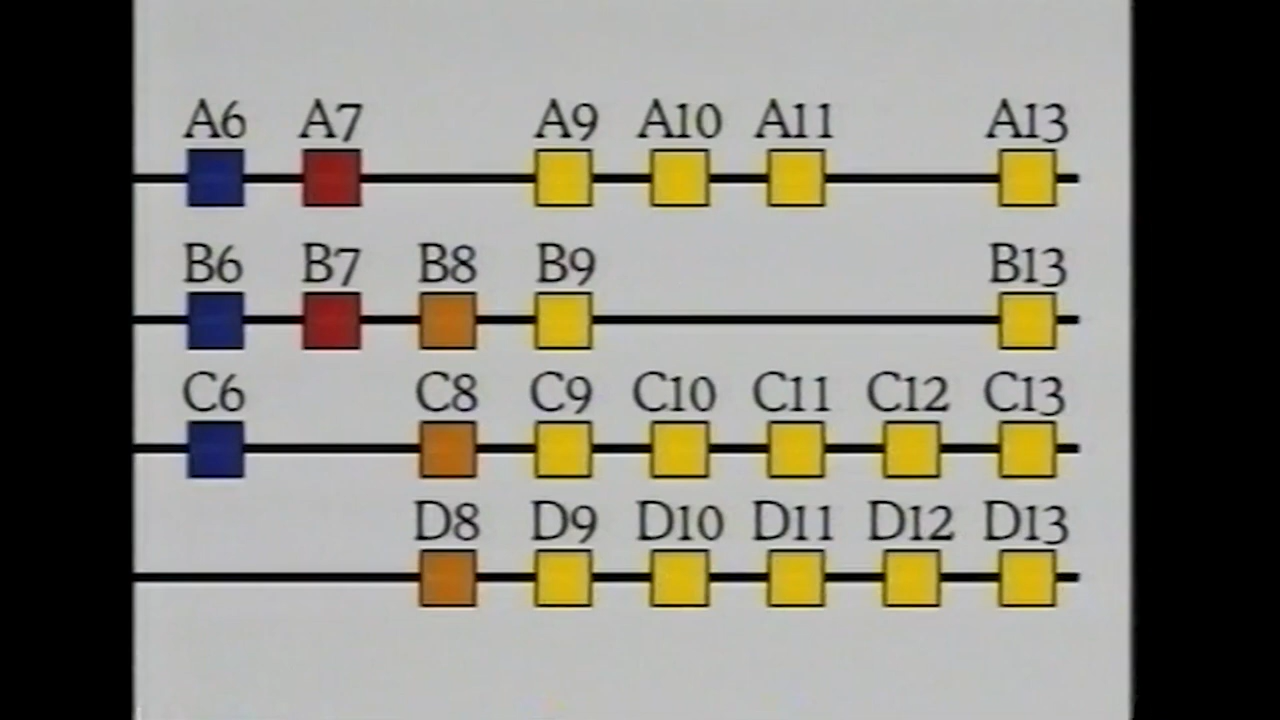 A6 A7 A9 A10 A11 A13
B6 B7 B8 B9 B13
C6 C8 C9 C10 C11 C12 C13
D8 D9 D10 D11 D12 D13